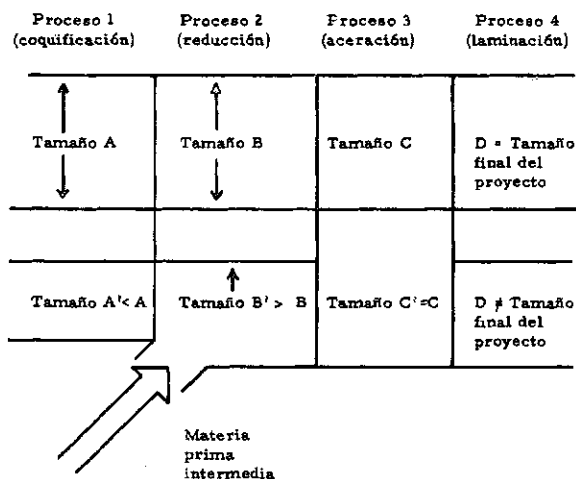 Proceso A
(coquificación)
Proceso 2
(reducción)
Proceso 3
(aceración)
Proceso 4
(laminación)
Tamaño A
Tamaño B
Tamaño C
D = Tamaño
final del
proyecto
Tamaño A'< A
Tamaño B' > B
Tamaño C' =C
D ≠ Tamaño
final del
proyecto
Materia
prima
intermedia